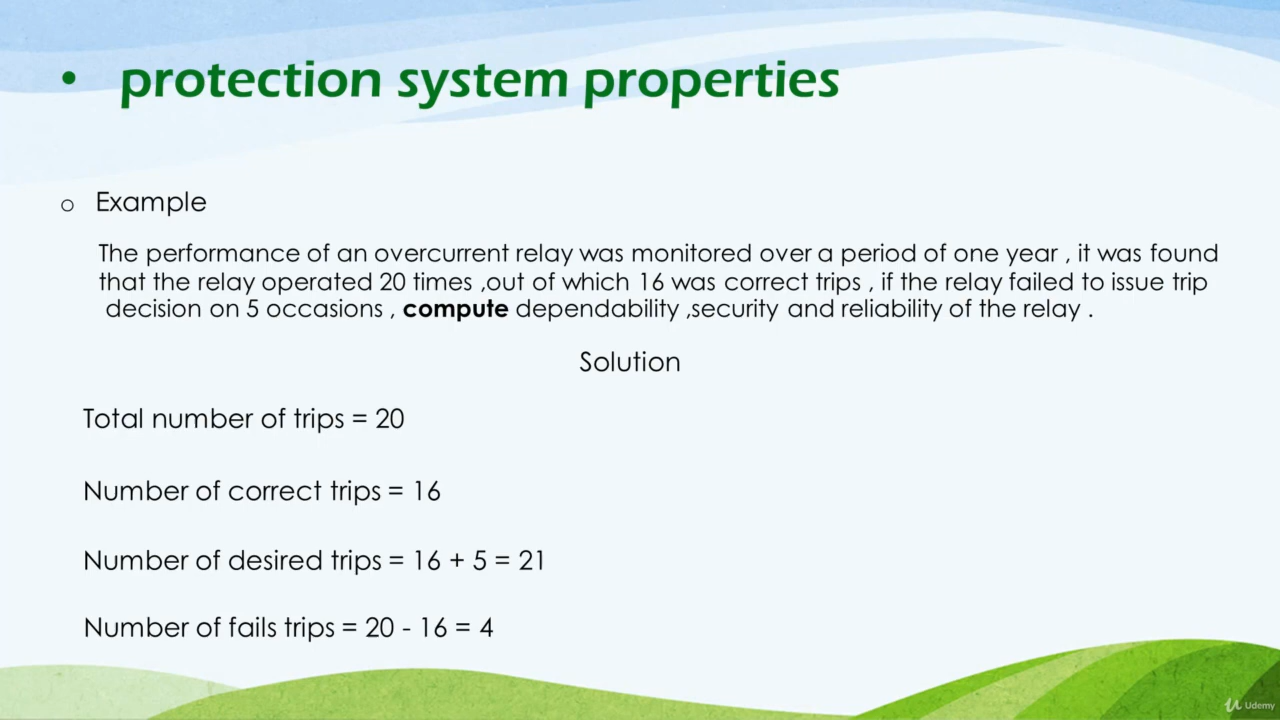 • protection system properties
o Example
The performance of an overcurrent relay was monitored over a period of one year , it was found
that the relay operated 20 times ,out of which 16 was correct trips , if the relay failed to issue trip
decision on 5 occasions , compute dependability ,security and reliability of the relay .
Solution
Total number of trips = 20
Number of correct trips = 16
Number of desired trips = 16 + 5 = 21
Number of fails trips = 20 - 16 = 4
Udemy